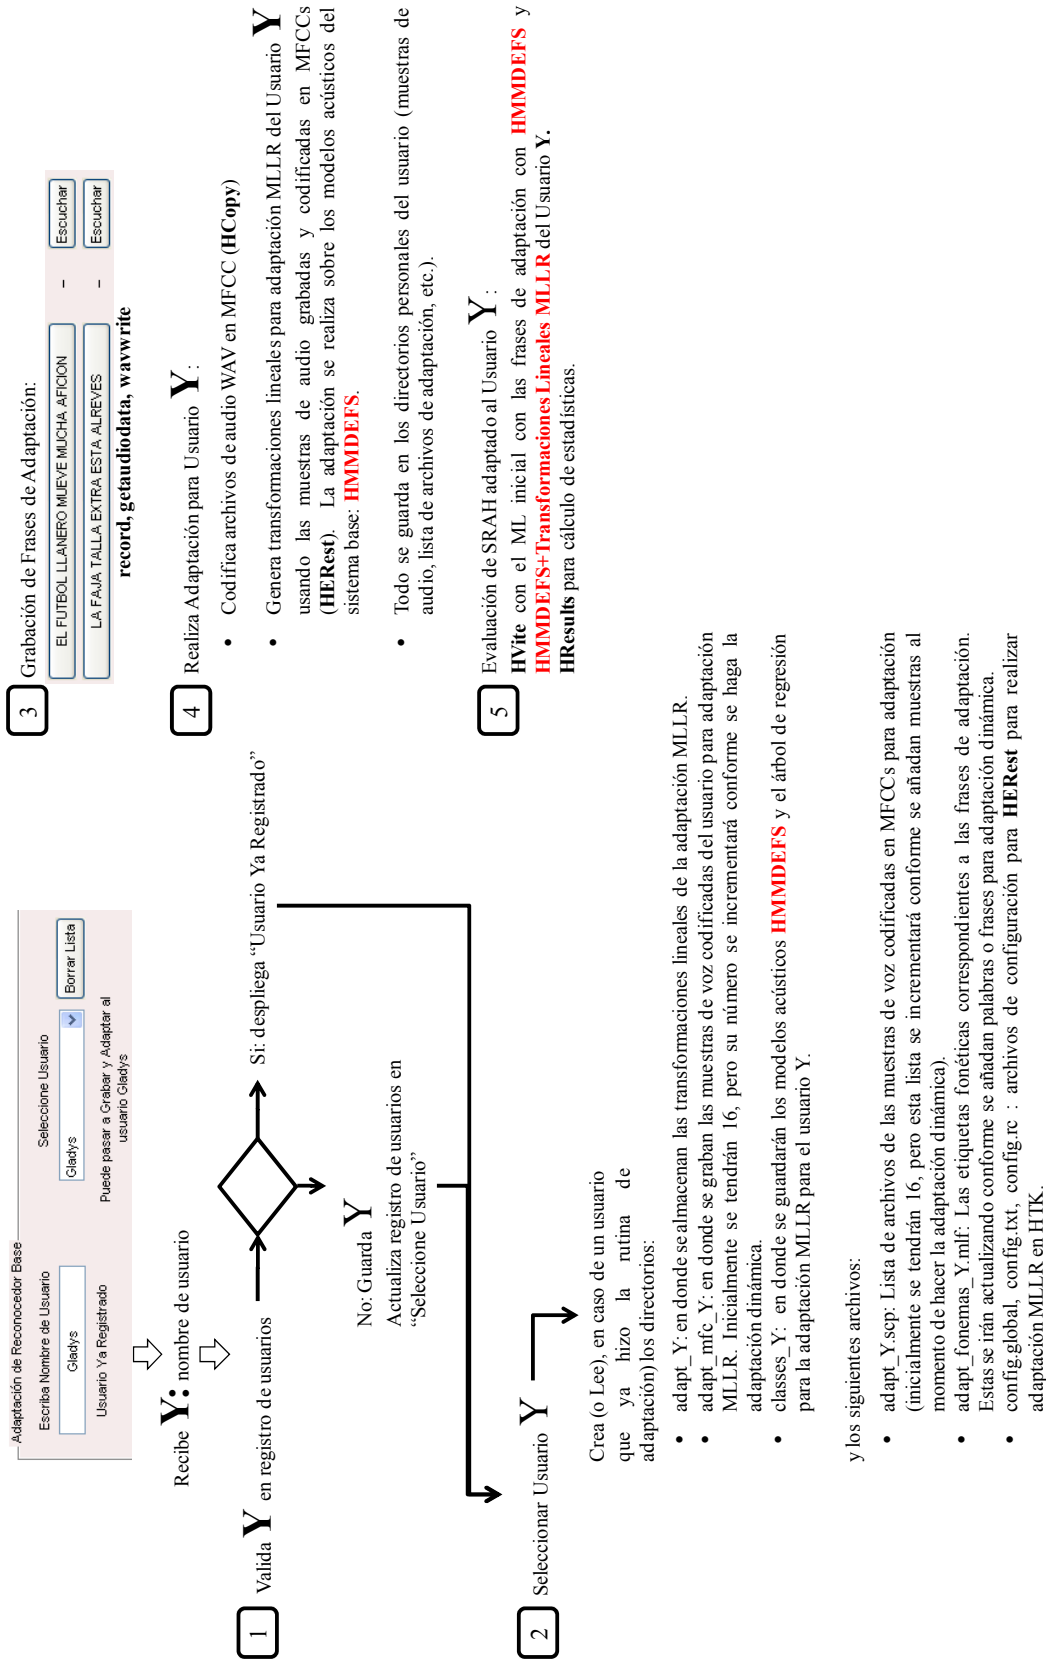 Adaptación de Reconocedor Base
Escriba Nombre de Usuario
Seleccione Usuario
Gladys
Gladys
Borrar Lista
Usuario Ya Registrado
Puede pasar a Grabar y Adaptar al
usuario Gladys
Recibe Y: nombre de usuario
1
Valida Y en registro de usuarios
Si: despliega “Usuario Ya Registrado”
No: Guarda Y
Actualiza registro de usuarios en
“Seleccione Usuario”
2
Seleccionar Usuario Y
Crea (o Lee), en caso de un usuario
que ya hizo la rutina de
adaptación) los directorios:
• adapt_Y: en donde se almacenan las transformaciones lineales de la adaptación MLLR.
• adapt_mfc_Y: en donde se graban las muestras de voz codificadas del usuario para adaptación
MLLR. Inicialmente se tendrán 16, pero su número se incrementará conforme se haga la
adaptación dinámica.
• classes_Y: en donde se guardarán los modelos acústicos HMMDEFS y el árbol de regresión
para la adaptación MLLR para el usuario Y.
y los siguientes archivos:
• adapt_Y.scp: Lista de archivos de las muestras de voz codificadas en MFCCs para adaptación
(inicialmente se tendrán 16, pero esta lista se incrementará conforme se añadan muestras al
momento de hacer la adaptación dinámica).
• adapt_fonemas_Y.mlf: Las etiquetas fonéticas correspondientes a las frases de adaptación.
Estas se irán actualizando conforme se añadan palabras o frases para adaptación dinámica.
• config.global, config.txt, config.rc : archivos de configuración para HERest para realizar
adaptación MLLR en HTK.
3
Grabación de Frases de Adaptación:
EL FUTBOL LLANERO MUEVE MUCHA AFICION – Escuchar
LA FAJA TALLA EXTRA ESTA ALREVES – Escuchar
record, getaudiodata, wavwrite
4
Realiza Adaptación para Usuario Y:
• Codifica archivos de audio WAV en MFCC (HCopy)
• Genera transformaciones lineales para adaptación MLLR del Usuario Y
usando las muestras de audio grabadas y codificadas en MFCCs
(HERest). La adaptación se realiza sobre los modelos acústicos del
sistema base: HMMDEFS.
• Todo se guarda en los directorios personales del usuario (muestras de
audio, lista de archivos de adaptación, etc.).
5
Evaluación de SRAH adaptado al Usuario Y:
HVite con el ML inicial con las frases de adaptación con HMMDEFS y
HMMDEFS+Transformaciones Lineales MLLR del Usuario Y.
HResults para cálculo de estadísticas.